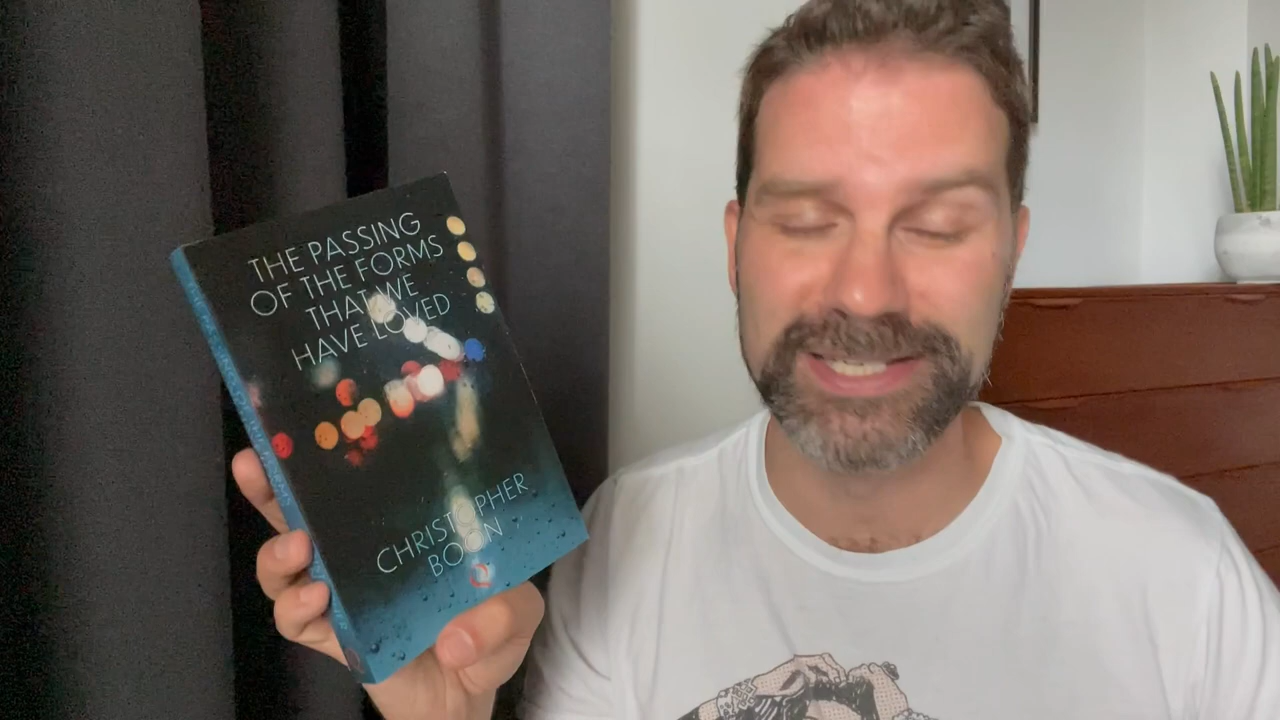 THE PASSING
OF THE FORMS
THAT WE
HAVE LOVED
CHRISTOPHER
BOON